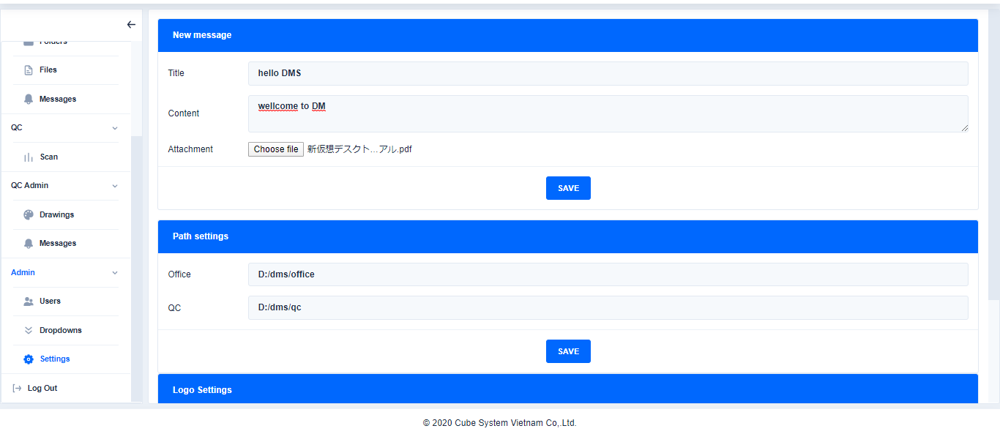 Folders
Files
Messages
QC
Scan
QC Admin
Drawings
Messages
Admin
Users
Dropdowns
Settings
Log Out
New message
Title
hello DMS
Content
wellcome to DM
Attachment
Choose file 新仮想デスクト...アル.pdf
SAVE
Path settings
Office
D:/dms/office
QC
D:/dms/qc
SAVE
Logo Settings
© 2020 Cube System Vietnam Co,.Ltd.